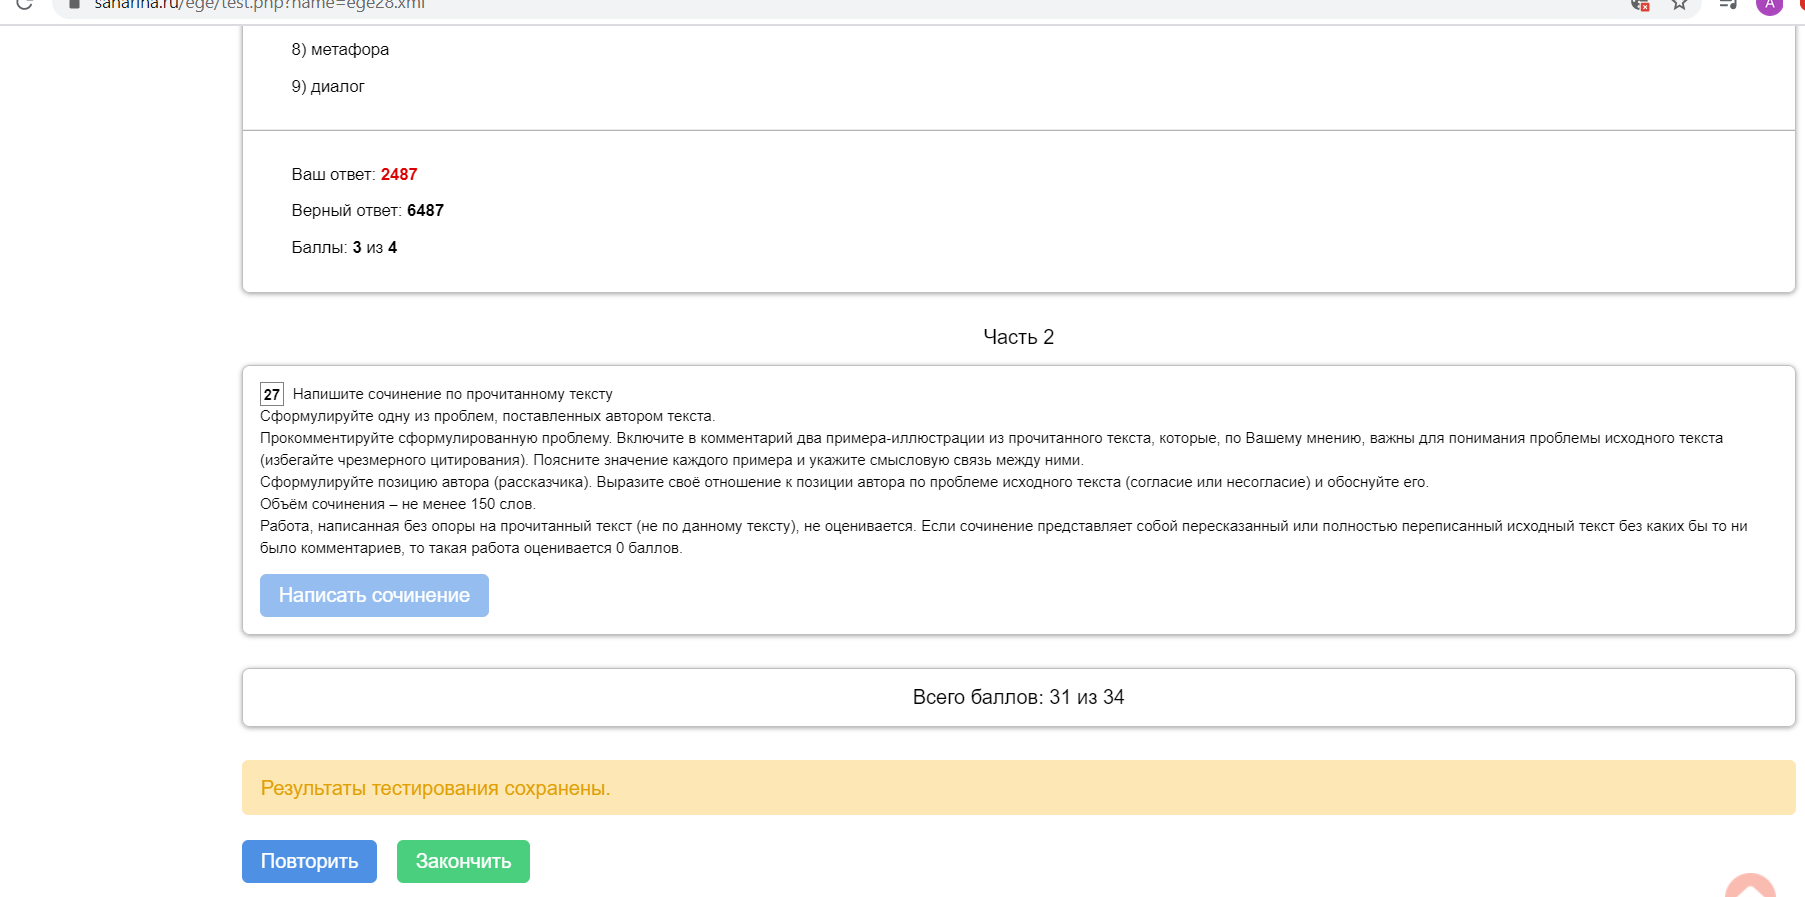 saharina.ru/ege/test.php?name=ege28.xml
A
8) метафора
9) диалог
Ваш ответ: 2487
Верный ответ: 6487
Баллы: 3 из 4
Часть 2
27 Напишите сочинение по прочитанному тексту
Сформулируйте одну из проблем, поставленных автором текста.
Прокомментируйте сформулированную проблему. Включите в комментарий два примера-иллюстрации из прочитанного текста, которые, по Вашему мнению, важны для понимания проблемы исходного текста
(избегайте чрезмерного цитирования). Поясните значение каждого примера и укажите смысловую связь между ними.
Сформулируйте позицию автора (рассказчика). Выразите своё отношение к позиции автора по проблеме исходного текста (согласие или несогласие) и обоснуйте его.
Объём сочинения – не менее 150 слов.
Работа, написанная без опоры на прочитанный текст (не по данному тексту), не оценивается. Если сочинение представляет собой пересказанный или полностью переписанный исходный текст без каких бы то ни
было комментариев, то такая работа оценивается 0 баллов.
Написать сочинение
Всего баллов: 31 из 34
Результаты тестирования сохранены.
Повторить
Закончить